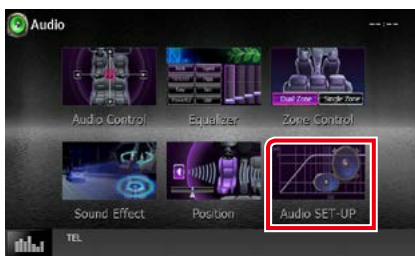 Audio
--:--
Audio Control
Equalizer
Zone Control
Dual Zone
Single Zone
Sound Effect
Position
Audio SET-UP
TEL